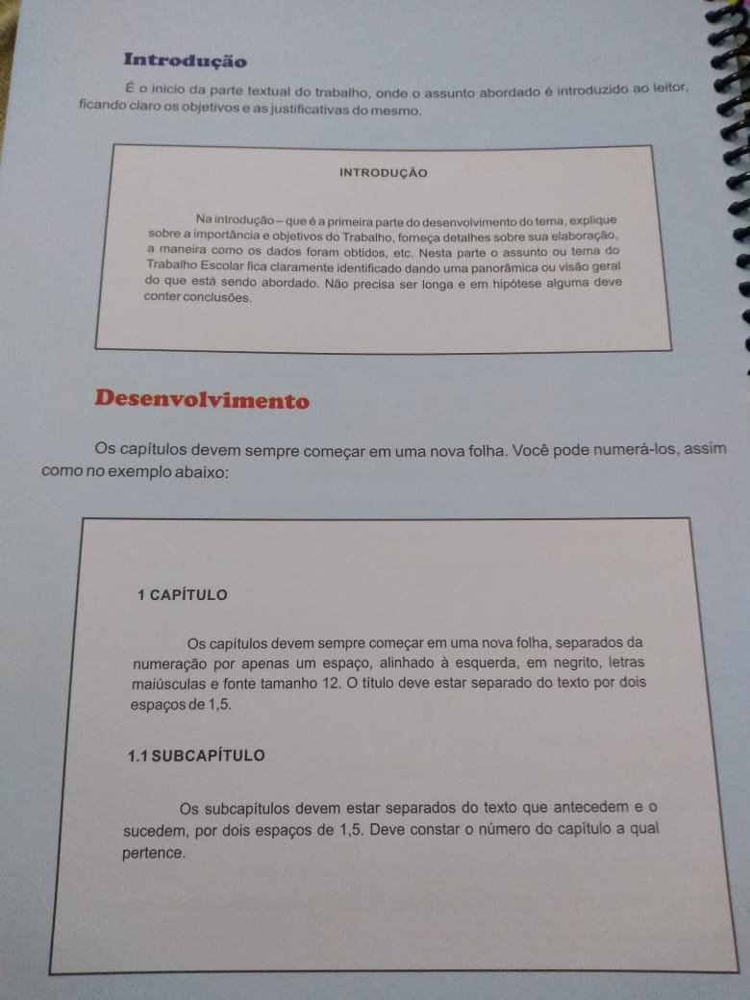 Introdução
É o inicio da parte textual do trabalho, onde o assunto abordado é introduzido ao leitor,
ficando claro os objetivos e as justificativas do mesmo.
INTRODUÇÃO
Na introdução – que é a primeira parte do desenvolvimento do tema, explique
sobre a importância e objetivos do Trabalho, forneça detalhes sobre sua elaboração,
a maneira como os dados foram obtidos, etc. Nesta parte o assunto ou tema do
Trabalho Escolar fica claramente identificado dando uma panorâmica ou visão geral
do que está sendo abordado. Não precisa ser longa e em hipótese alguma deve
conter conclusões.
Desenvolvimento
Os capítulos devem sempre começar em uma nova folha. Você pode numerá-los, assim
como no exemplo abaixo:
1 CAPÍTULO
Os capítulos devem sempre começar em uma nova folha, separados da
numeração por apenas um espaço, alinhado à esquerda, em negrito, letras
maiúsculas e fonte tamanho 12. O título deve estar separado do texto por dois
espaços de 1,5.
1.1 SUBCAPÍTULO
Os subcapítulos devem estar separados do texto que antecedem e o
sucedem, por dois espaços de 1,5. Deve constar o número do capítulo a qual
pertence.